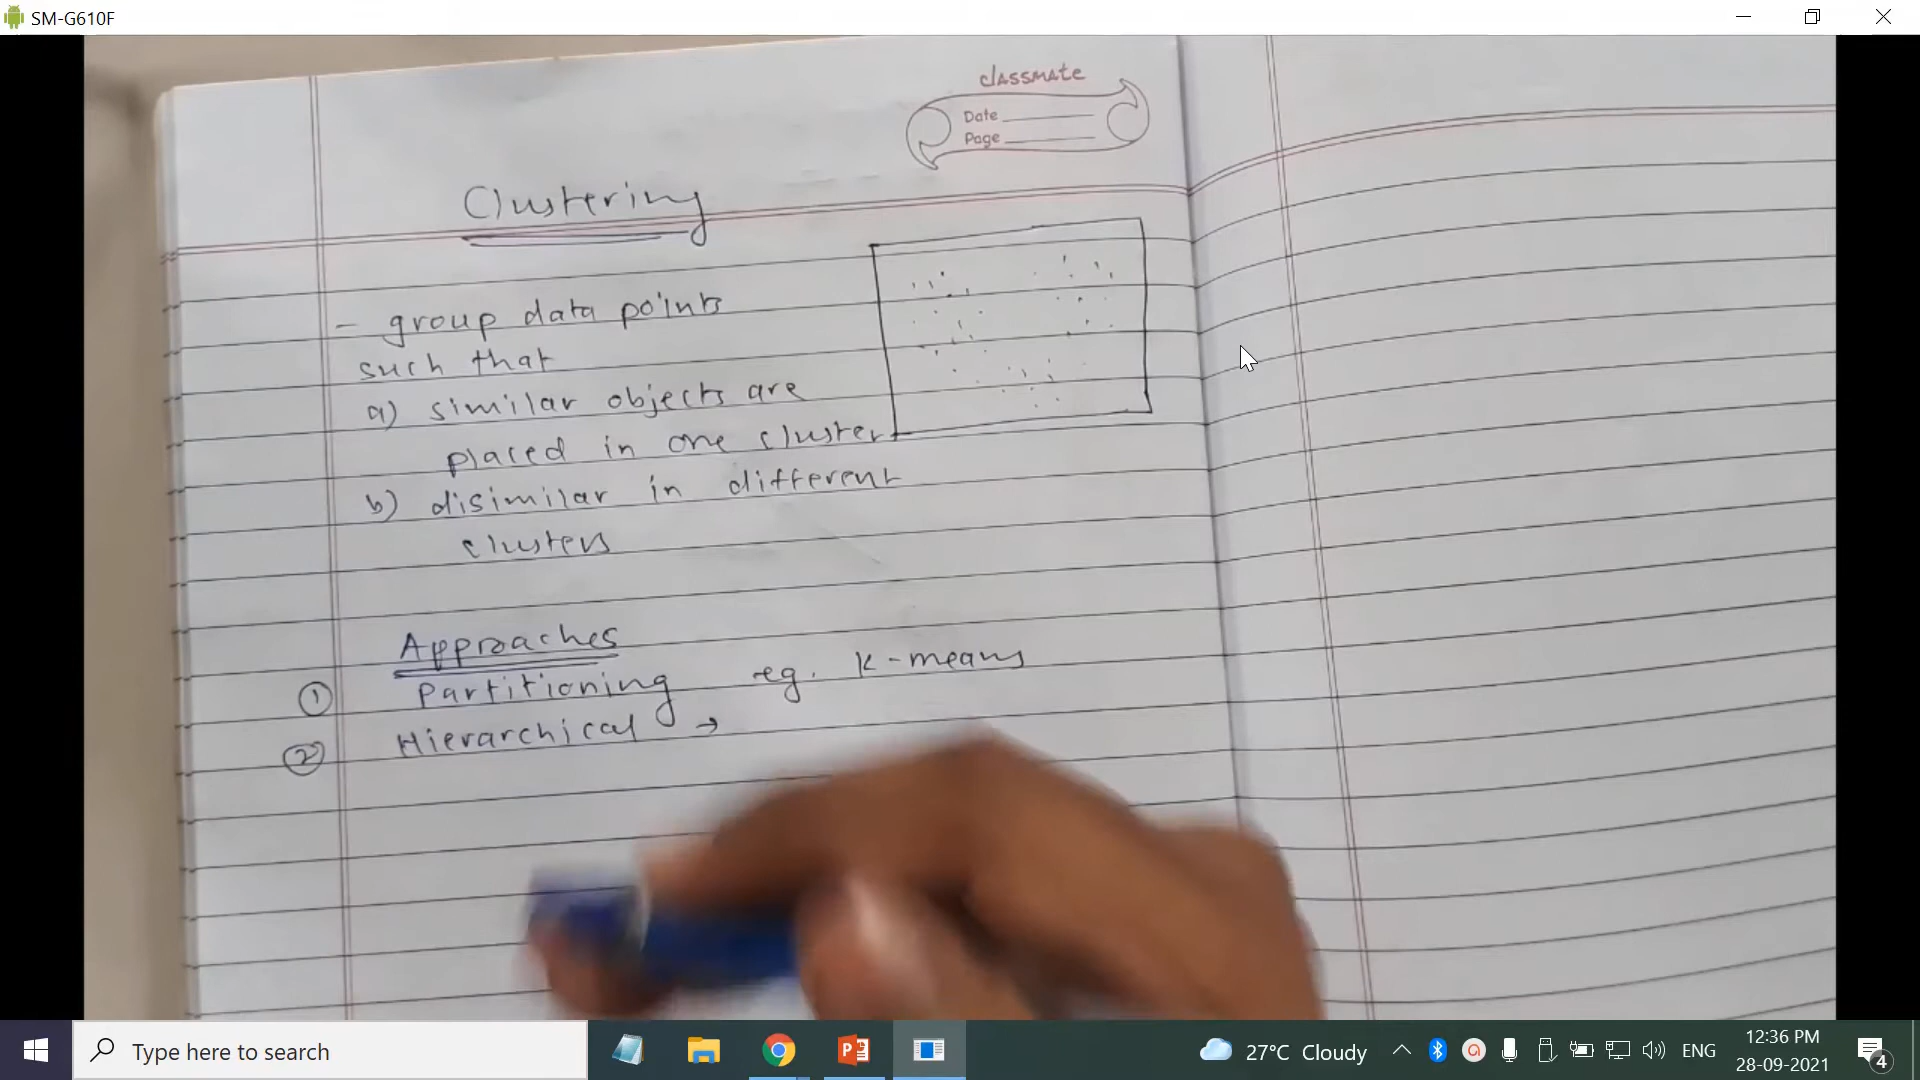 SM-G610F
classmate
Date
Page
Clustering
- group data points
such that
a) similar objects are
placed in one cluster
b) disimilar in different
clusters
Approaches
① Partitioning eg. k-means
② Hierarchical →
Type here to search
27°C Cloudy
ENG
12:36 PM
28-09-2021
4